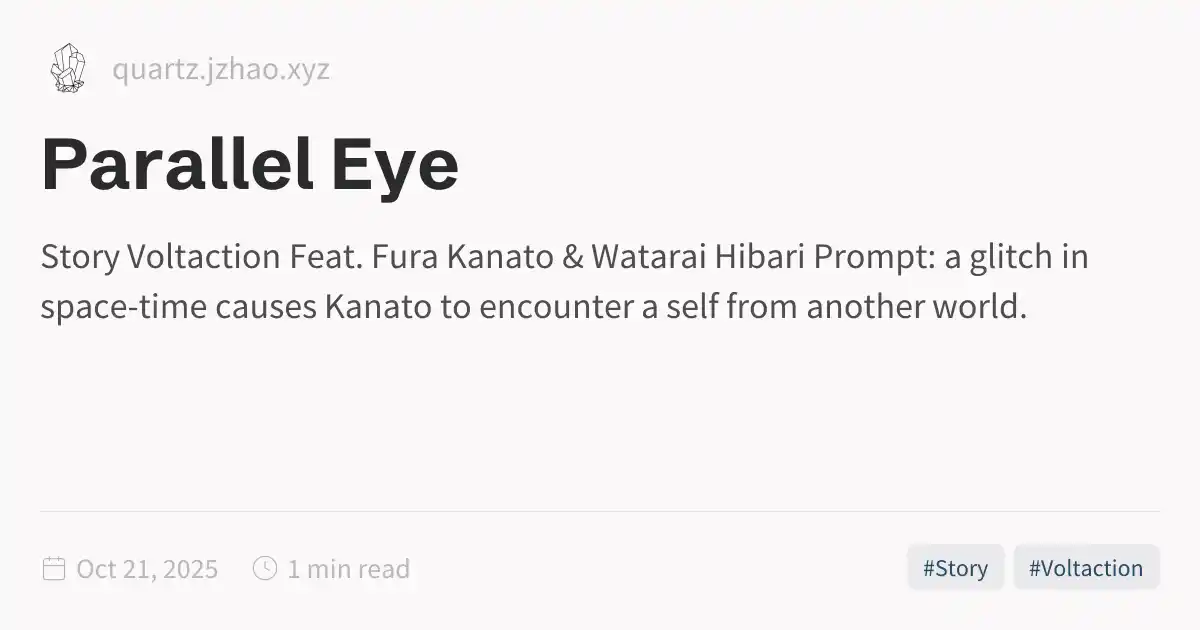 quartz.jzhao.xyz
Parallel Eye
Story Voltaction Feat. Fura Kanato & Watarai Hibari Prompt: a glitch in
space-time causes Kanato to encounter a self from another world.
Oct 21, 2025
1 min read
#Story
#Voltaction